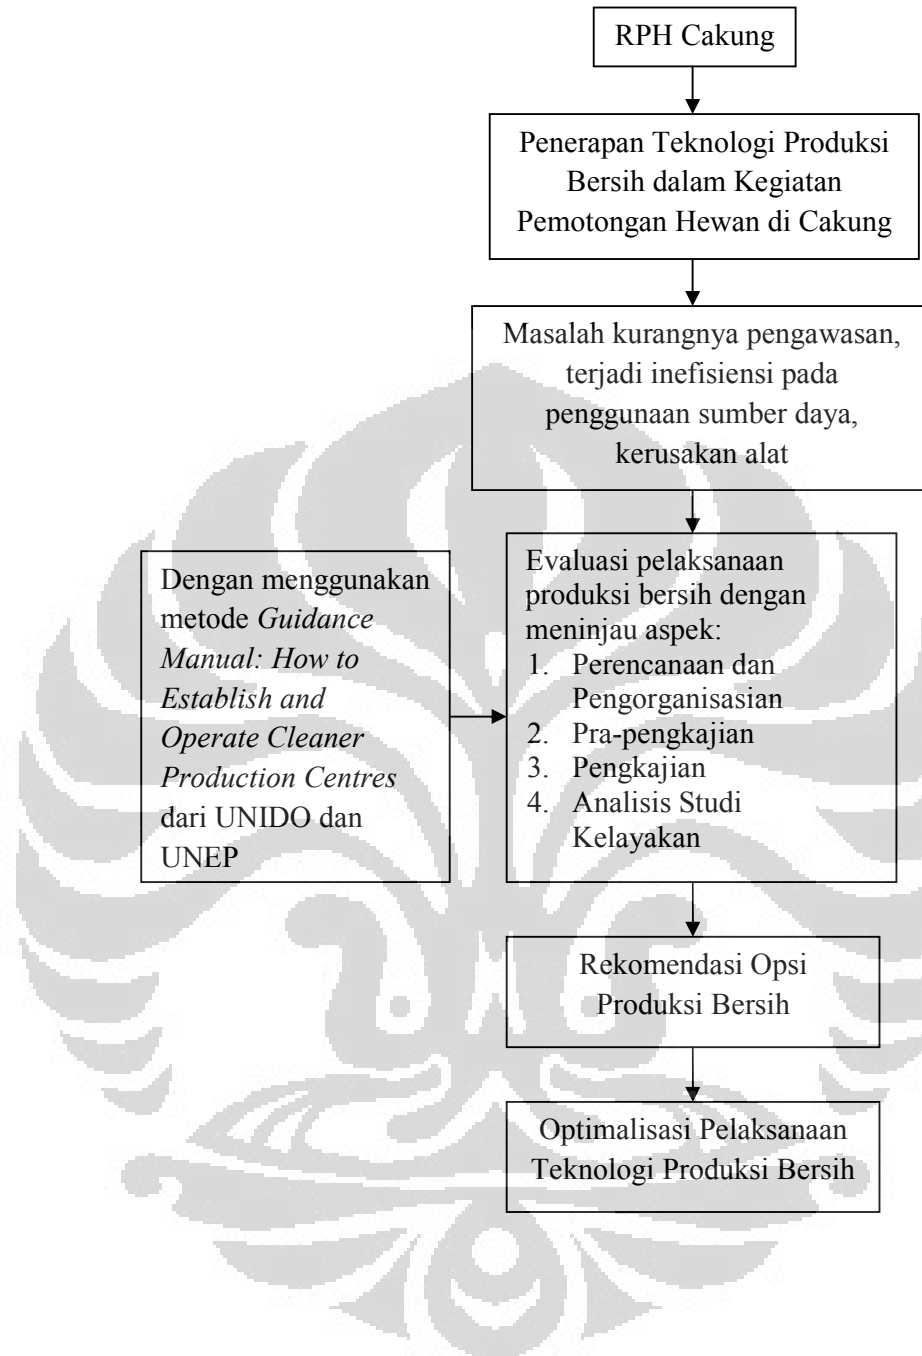 RPH Cakung
Penerapan Teknologi Produksi
Bersih dalam Kegiatan
Pemotongan Hewan di Cakung
Masalah kurangnya pengawasan,
terjadi inefisiensi pada
penggunaan sumber daya,
kerusakan alat
Dengan menggunakan
metode Guidance
Manual: How to
Establish and
Operate Cleaner
Production Centres
dari UNIDO dan
UNEP
Evaluasi pelaksanaan
produksi bersih dengan
meninjau aspek:
1. Perencanaan dan
Pengorganisasian
2. Pra-pengkajian
3. Pengkajian
4. Analisis Studi
Kelayakan
Rekomendasi Opsi
Produksi Bersih
Optimalisasi Pelaksanaan
Teknologi Produksi Bersih